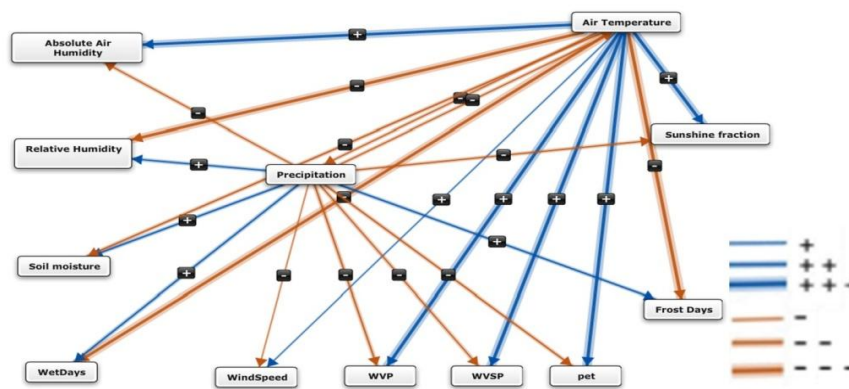 Air Temperature
Absolute Air
Humidity
+
+
-
-
-
-
-
Sunshine fraction
Relative Humidity
+
-
-
Precipitation
-
+
+
+
+
+
+
Soil moisture
+
-
-
-
-
Frost Days
WetDays
WindSpeed
WVP
WVSP
pet
+
+ +
+ + +
-
- -
- - -